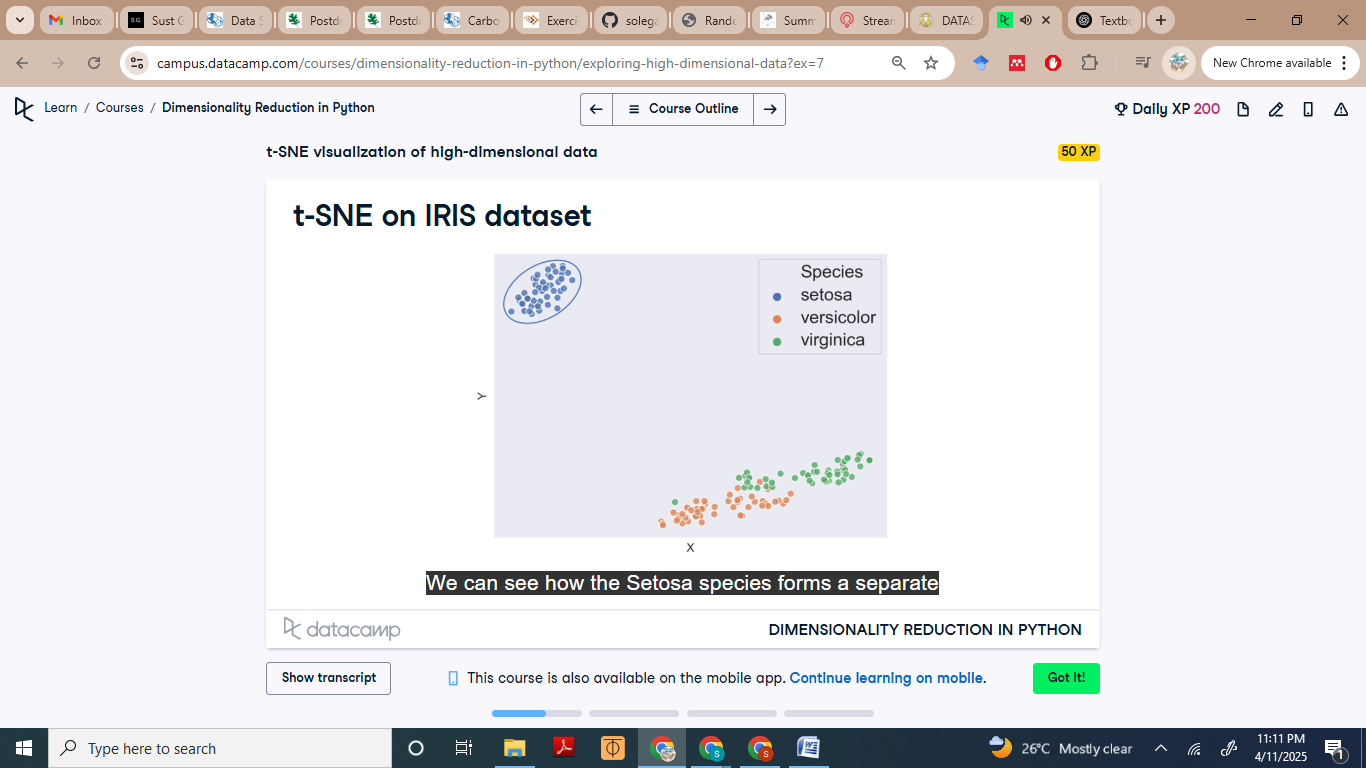 Inbox
SG.
Sust G
Data S
Postdo
Postdo
Carbo
Exerci
solega
Rando
Summ
Stream
DATAS
Textbo
campus.datacamp.com/courses/dimensionality-reduction-in-python/exploring-high-dimensional-data?ex=7
New Chrome available
Learn / Courses / Dimensionality Reduction in Python
Course Outline
Daily XP 200
t-SNE visualization of high-dimensional data
50 XP
t-SNE on IRIS dataset
Species
setosa
versicolor
virginica
Y
X
We can see how the Setosa species forms a separate
datacamp
DIMENSIONALITY REDUCTION IN PYTHON
Show transcript
This course is also available on the mobile app. Continue learning on mobile.
Got It!
Type here to search
26°C Mostly clear
11:11 PM
4/11/2025
1